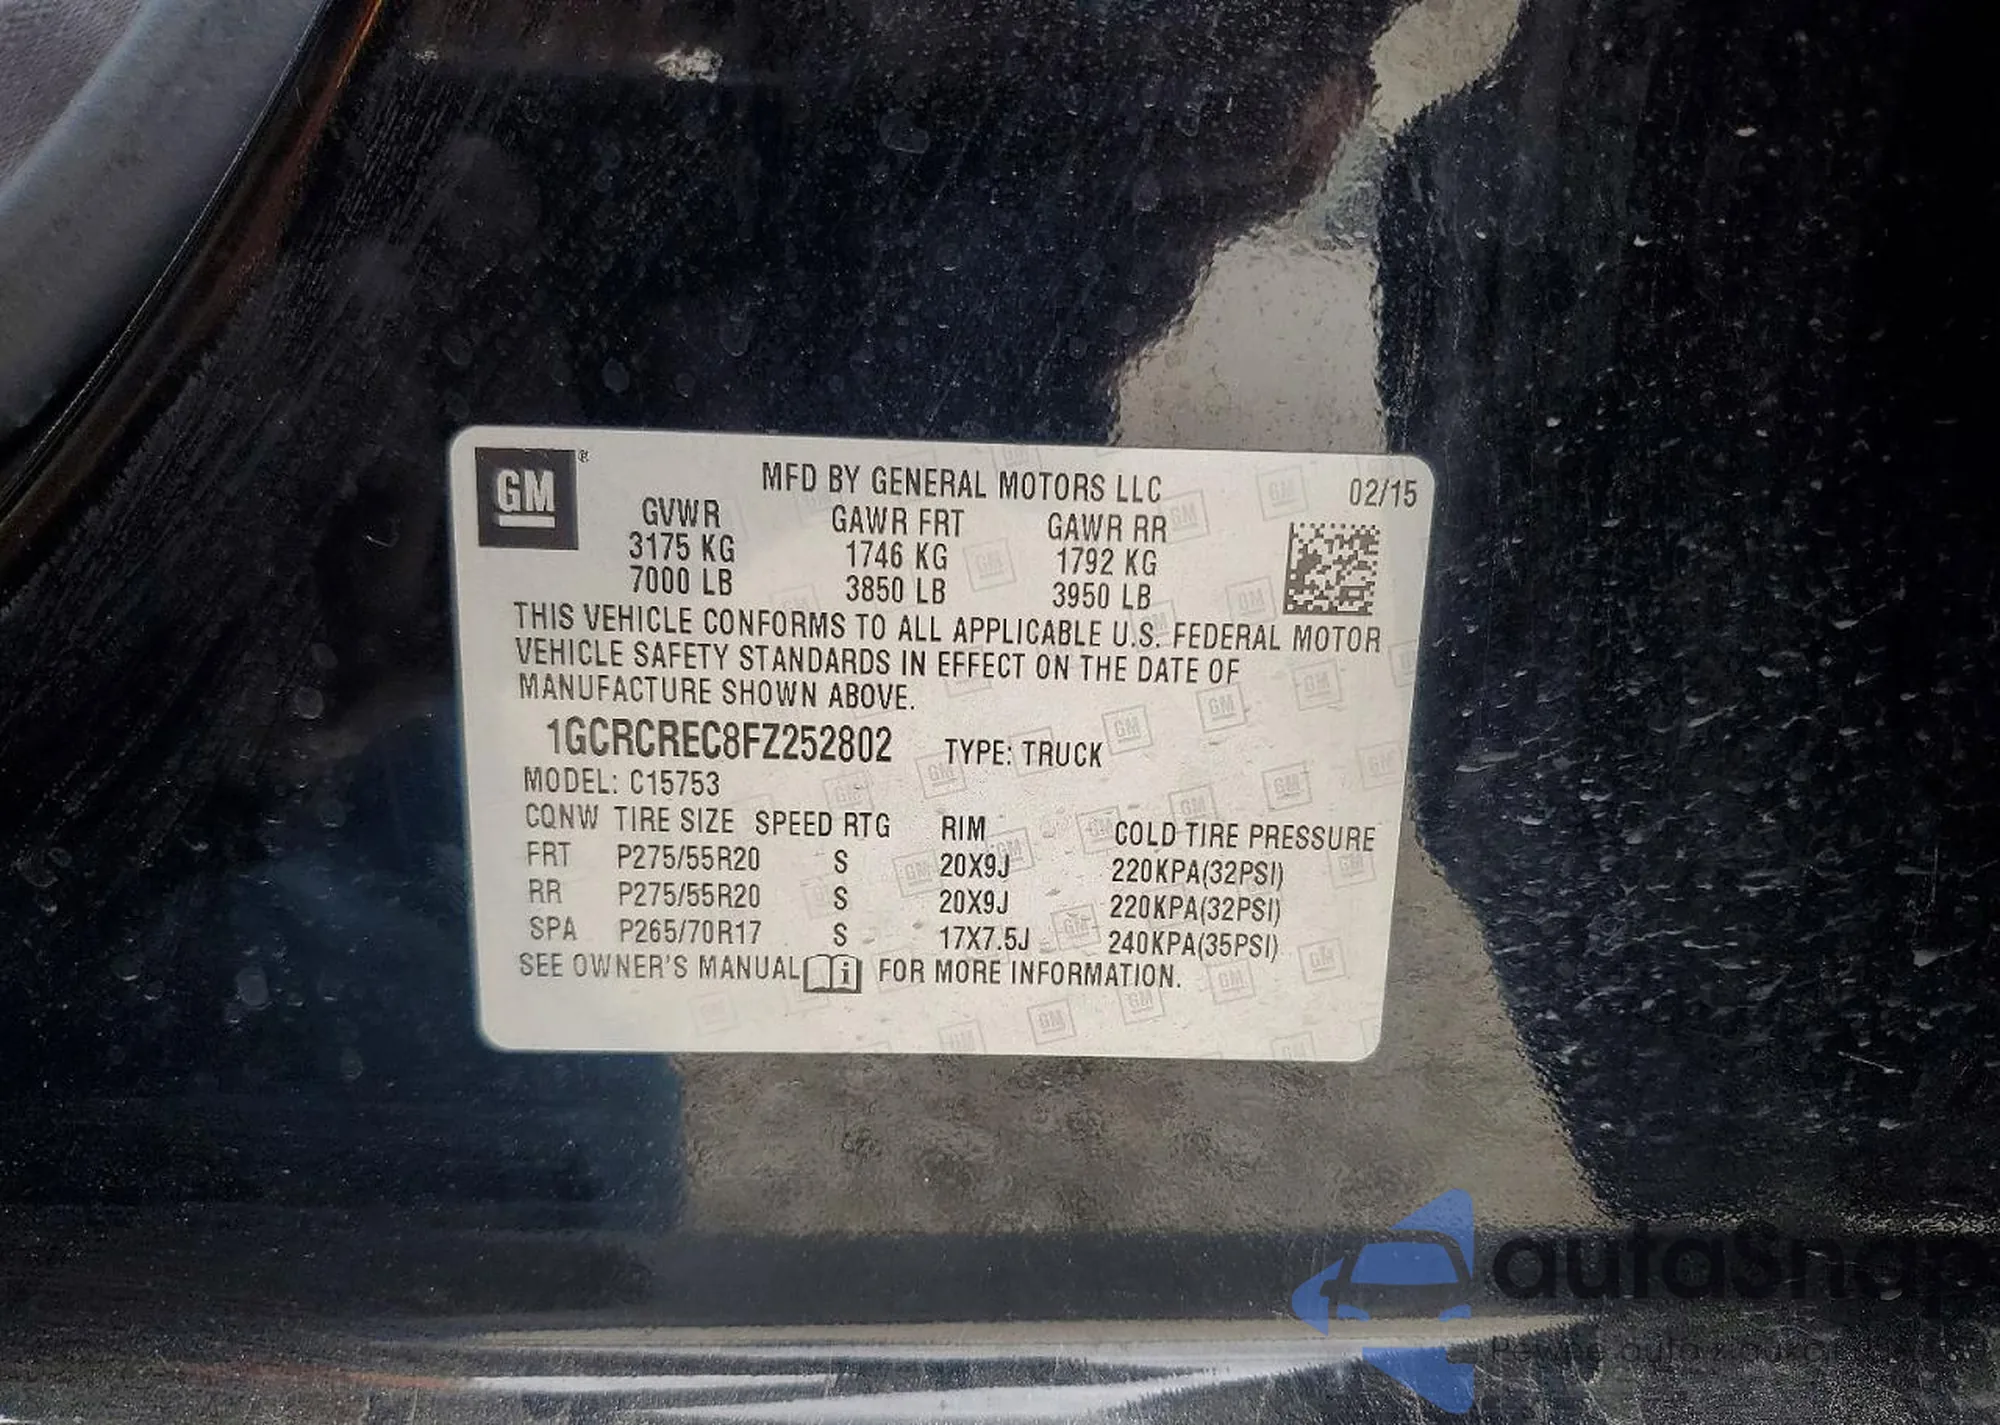 GM ®
MFD BY GENERAL MOTORS LLC 02/15
GVWR GAWR FRT GAWR RR
3175 KG 1746 KG 1792 KG
7000 LB 3850 LB 3950 LB
THIS VEHICLE CONFORMS TO ALL APPLICABLE U.S. FEDERAL MOTOR
VEHICLE SAFETY STANDARDS IN EFFECT ON THE DATE OF
MANUFACTURE SHOWN ABOVE.
1GCRCREC8FZ252802 TYPE: TRUCK
MODEL: C15753
CQNW TIRE SIZE SPEED RTG RIM COLD TIRE PRESSURE
FRT P275/55R20 S 20X9J 220KPA(32PSI)
RR P275/55R20 S 20X9J 220KPA(32PSI)
SPA P265/70R17 S 17X7.5J 240KPA(35PSI)
SEE OWNER'S MANUAL i FOR MORE INFORMATION.
autaSnap
Pewne auto z